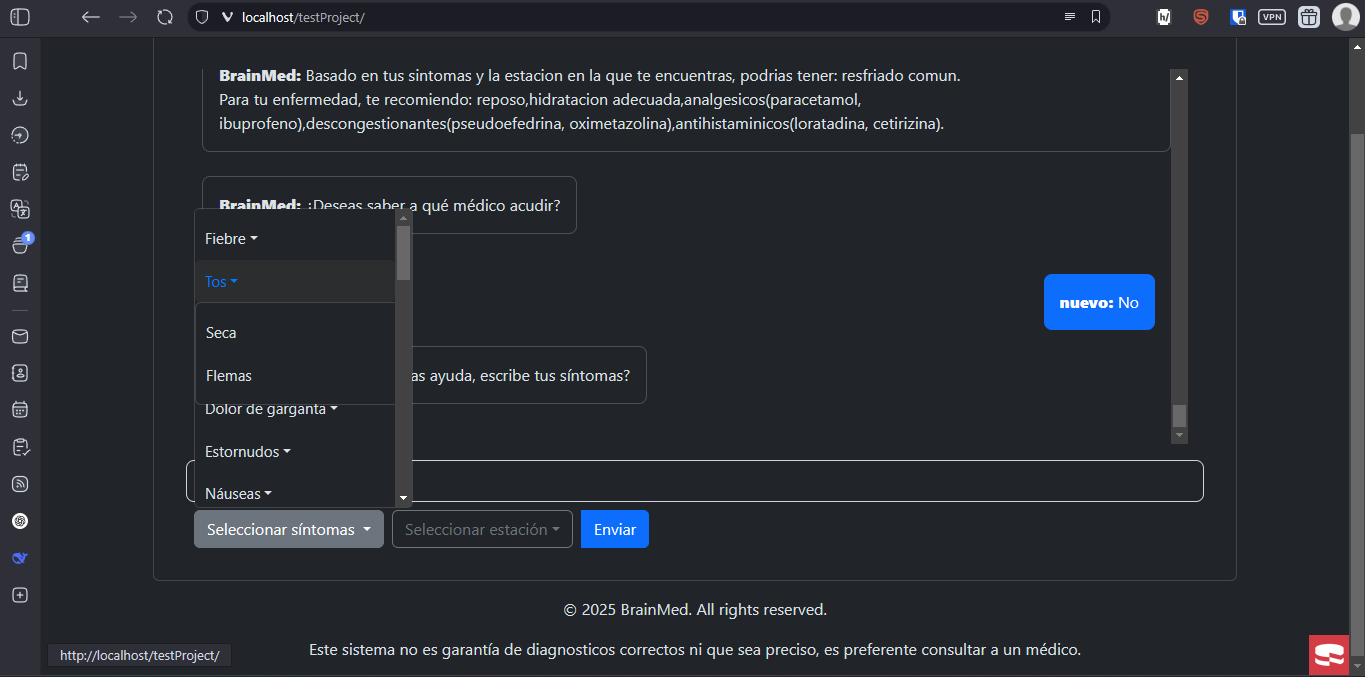 localhost/testProject/
VPN
1
BrainMed: Basado en tus sintomas y la estacion en la que te encuentras, podrias tener: resfriado comun.
Para tu enfermedad, te recomiendo: reposo,hidratacion adecuada,analgesicos(paracetamol,
ibuprofeno),descongestionantes(pseudoefedrina, oximetazolina),antihistaminicos(loratadina, cetirizina).
BrainMed: ¿Deseas saber a qué médico acudir?
Fiebre
Tos
Seca
nuevo: No
Flemas
as ayuda, escribe tus síntomas?
Dolor de garganta
Estornudos
Náuseas
Seleccionar síntomas
Seleccionar estación
Enviar
© 2025 BrainMed. All rights reserved.
Este sistema no es garantía de diagnosticos correctos ni que sea preciso, es preferente consultar a un médico.
http://localhost/testProject/